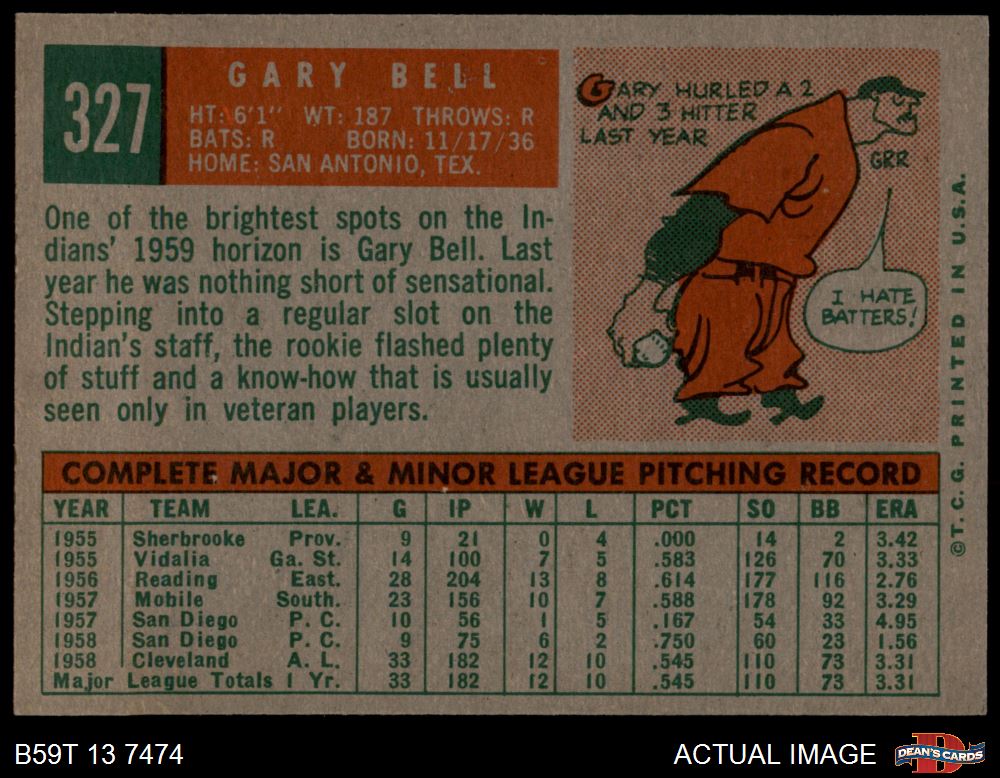 327
GARY BELL
HT: 6'1" WT: 187 THROWS: R
BATS: R BORN: 11/17/36
HOME: SAN ANTONIO, TEX.
GARY HURLED A 2
AND 3 HITTER
LAST YEAR
GRR
I HATE
BATTERS!
One of the brightest spots on the In-
dians' 1959 horizon is Gary Bell. Last
year he was nothing short of sensational.
Stepping into a regular slot on the
Indian's staff, the rookie flashed plenty
of stuff and a know-how that is usually
seen only in veteran players.
©T.C.G. PRINTED IN U.S.A.
COMPLETE MAJOR & MINOR LEAGUE PITCHING RECORD
YEAR TEAM LEA. G IP W L PCT SO BB ERA
1955 Sherbrooke Prov. 9 21 0 4 .000 14 2 3.42
1955 Vidalia Ga. St. 14 100 7 5 .583 126 70 3.33
1956 Reading East. 28 204 13 8 .614 177 116 2.76
1957 Mobile South. 23 156 10 7 .588 178 92 3.29
1957 San Diego P. C. 10 56 1 5 .167 54 33 4.95
1958 San Diego P. C. 9 75 6 2 .750 60 23 1.56
1958 Cleveland A. L. 33 182 12 10 .545 110 73 3.31
Major League Totals 1 Yr. 33 182 12 10 .545 110 73 3.31
B59T 13 7474
ACTUAL IMAGE
DEAN'S CARDS